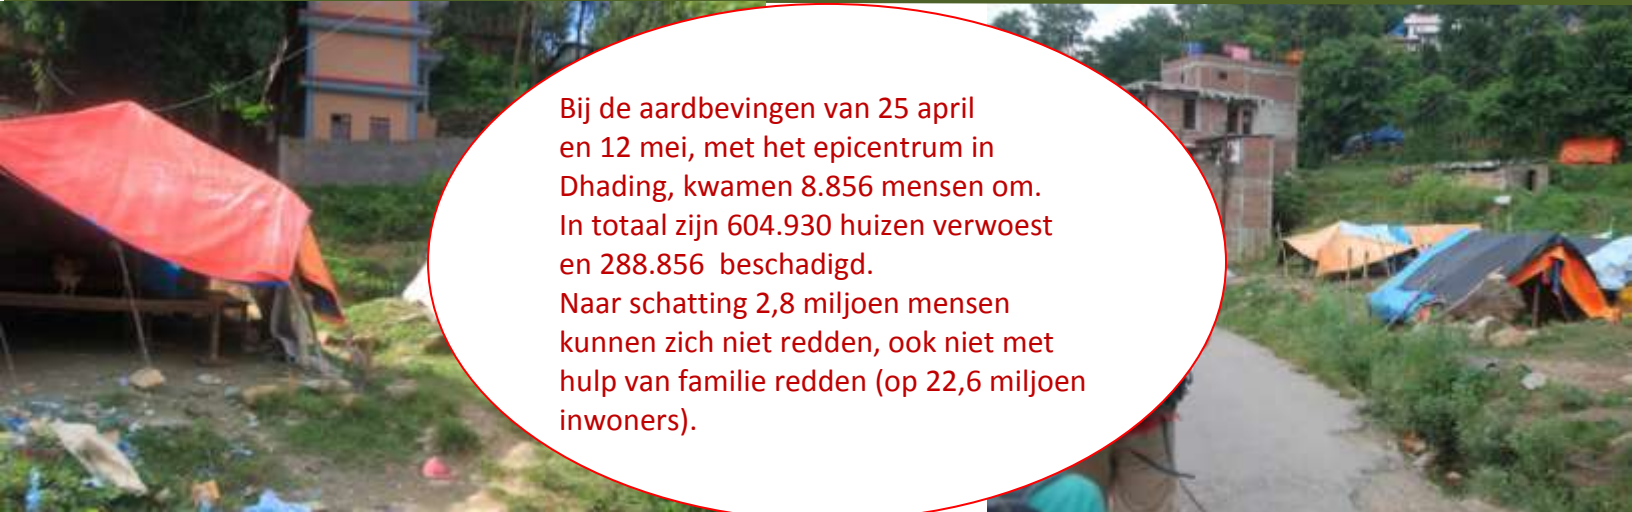 Bij de aardbevingen van 25 april
en 12 mei, met het epicentrum in
Dhading, kwamen 8.856 mensen om.
In totaal zijn 604.930 huizen verwoest
en 288.856  beschadigd.
Naar schatting 2,8 miljoen mensen
kunnen zich niet redden, ook niet met
hulp van familie redden (op 22,6 miljoen
inwoners).